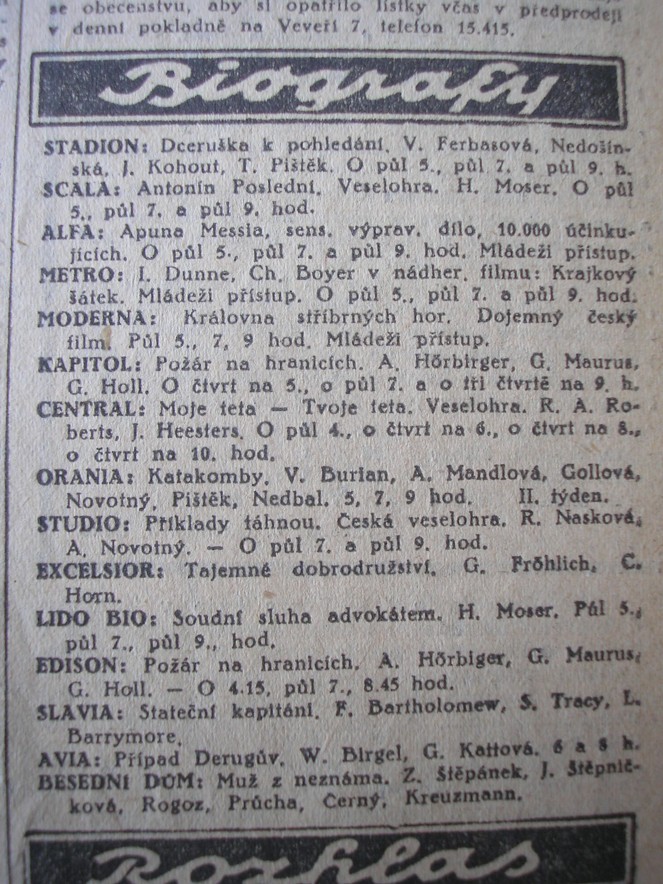 se obecenstvu, aby si opatřilo lístky včas v předprodeji
v denní pokladně na Veveří 7, telefon 15.415.
Biografy
STADION: Dceruška k pohledání. V. Ferbasová, Nedošin-
ská, J. Kohout, T. Pištěk. O půl 5., půl 7. a půl 9. h.
SCALA: Antonín Poslední. Veselohra. H. Moser. O půl
5., půl 7. a půl 9. hod.
ALFA: Apuna Messia, sens. výprav. dílo, 10.000 účinku-
jících. O půl 5., půl 7. a půl 9. hod. Mládeži přístup.
METRO: I. Dunne, Ch. Boyer v nádher. filmu: Krajkový
šátek. Mládeži přístup. O půl 5., půl 7. a půl 9. hod.
MODERNA: Královna stříbrných hor. Dojemný český
film. Půl 5., 7, 9 hod. Mládeži přístup.
KAPITOL: Požár na hranicích. A. Hörbirger, G. Maurus,
G. Holl. O čtvrt na 5., o půl 7. a o tři čtvrtě na 9. h.
CENTRAL: Moje teta — Tvoje teta. Veselohra. R. A. Ro-
berts, J. Heesters. O půl 4., o čtvrt na 6., o čtvrt na 8.,
o čtvrt na 10. hod.
ORANIA: Katakomby. V. Burian, A. Mandlová, Gollová,
Novotný, Pištěk, Nedbal. 5, 7, 9 hod. II. týden.
STUDIO: Příklady táhnou. Česká veselohra. R. Nasková,
A. Novotný. — O půl 7. a půl 9. hod.
EXCELSIOR: Tajemné dobrodružství. G. Fröhlich, C.
Horn.
LIDO BIO: Soudní sluha advokátem. H. Moser. Půl 5.,
půl 7., půl 9., hod.
EDISON: Požár na hranicích. A. Hörbiger, G. Maurus,
G. Holl. — O 4.15, půl 7., 8.45 hod.
SLAVIA: Stateční kapitáni. F. Bartholomew, S. Tracy, L.
Barrymore.
AVIA: Případ Derugův. W. Birgel, G. Kattová. 6 a 8 h.
BESEDNÍ DŮM: Muž z neznáma. Z. Štěpánek, J. Štěpnič-
ková, Rogoz, Průcha, Černý, Kreuzmann.
Rozhlas